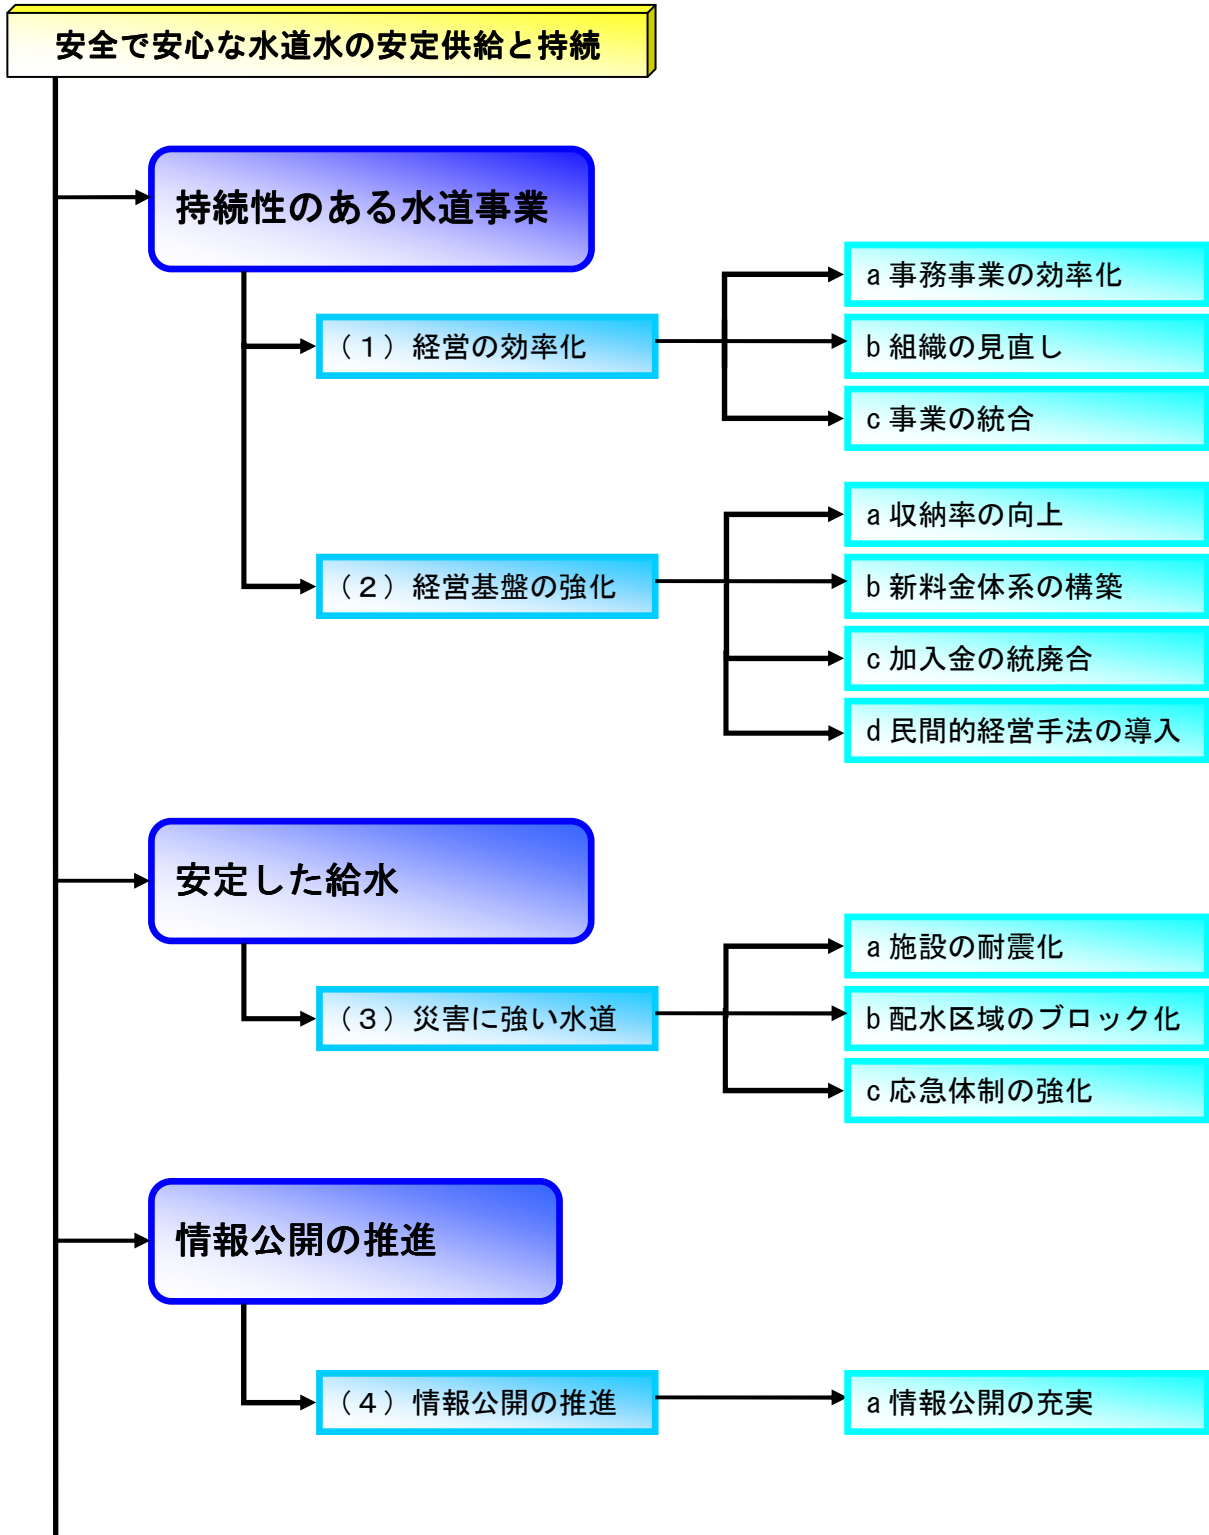 安全で安心な水道水の安定供給と持続
持続性のある水道事業
（１）経営の効率化
a 事務事業の効率化
b 組織の見直し
c 事業の統合
（２）経営基盤の強化
a 収納率の向上
b 新料金体系の構築
c 加入金の統廃合
d 民間的経営手法の導入
安定した給水
（３）災害に強い水道
a 施設の耐震化
b 配水区域のブロック化
c 応急体制の強化
情報公開の推進
（４）情報公開の推進
a 情報公開の充実